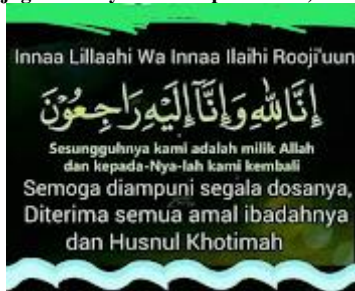 Innaa Lillaahi Wa Innaa Ilaihi Rooji'uun
إِنَّا لِلّٰهِ وَإِنَّآ إِلَيْهِ رَاجِعُوْنَ
Sesungguhnya kami adalah milik Allah
dan kepada-Nya-lah kami kembali
Semoga diampuni segala dosanya,
Diterima semua amal ibadahnya
dan Husnul Khotimah